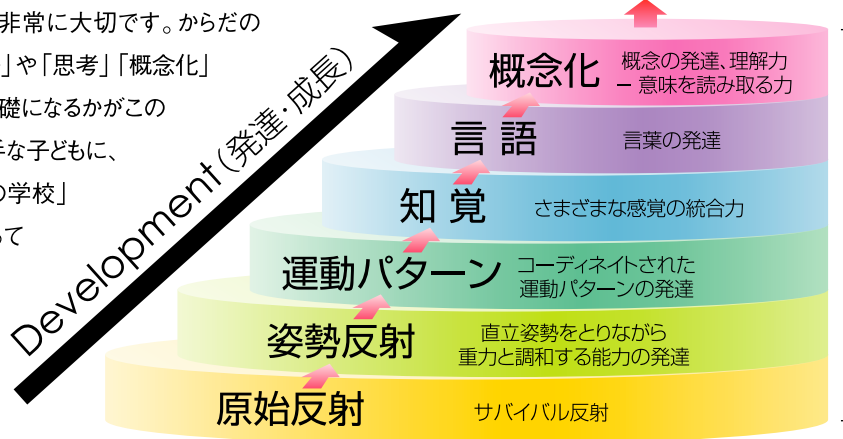 非常に大切です。からだの
」や「思考」「概念化」
礎になるかがこの
な子どもに、
の学校」
って
Development（発達・成長）
概念化
概念の発達、理解力
− 意味を読み取る力
言語
言葉の発達
知覚
さまざまな感覚の統合力
運動パターン
コーディネイトされた
運動パターンの発達
姿勢反射
直立姿勢をとりながら
重力と調和する能力の発達
原始反射
サバイバル反射